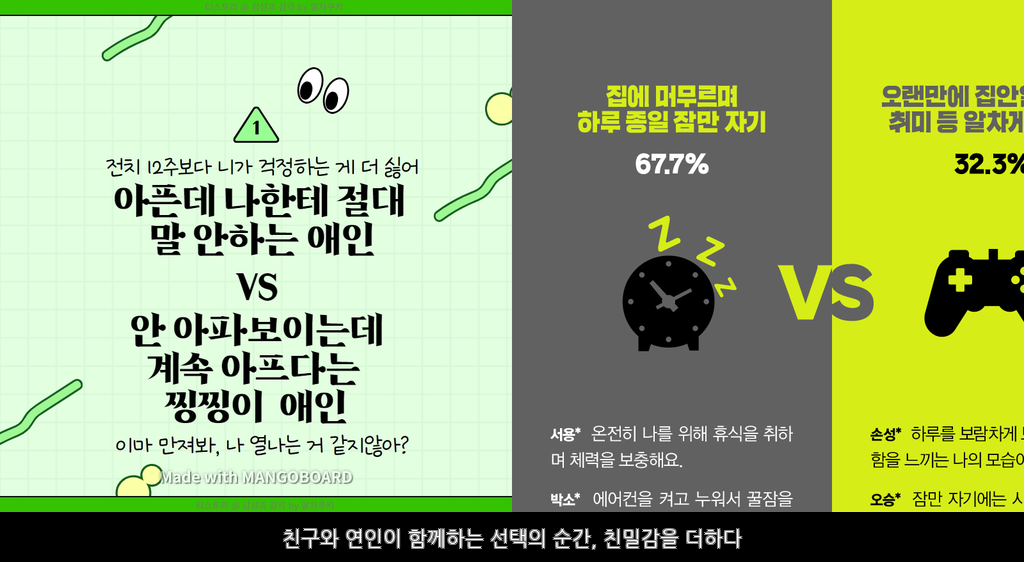 1
전치 12주보다 니가 걱정하는 게 더 싫어
아픈데 나한테 절대
말 안하는 애인
VS
안 아파보이는데
계속 아프다는
찡찡이 애인
이마 만져봐, 나 열나는 거 같지않아?
Made with MANGOBOARD
집에 머무르며
하루 종일 잠만 자기
67.7%
z
z
z
서용* 온전히 나를 위해 휴식을 취하
며 체력을 보충해요.
박소* 에어컨을 켜고 누워서 꿀잠을
VS
오랜만에 집안
취미 등 알차게
32.3%
손성* 하루를 보람차게
함을 느끼는 나의 모습이
오승* 잠만 자기에는 시
친구와 연인이 함께하는 선택의 순간, 친밀감을 더하다